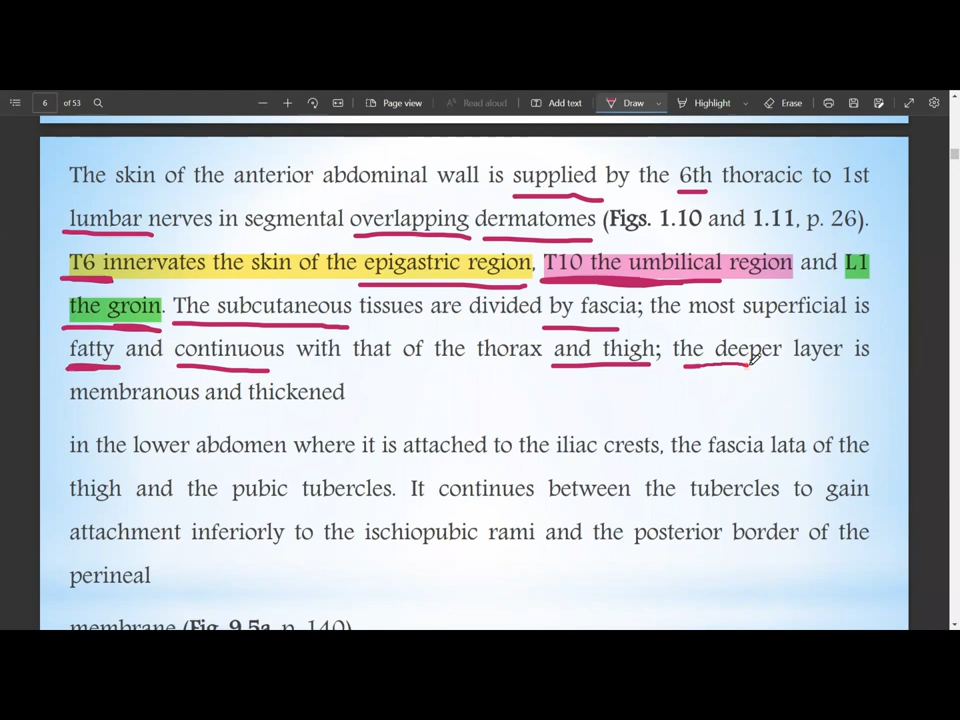 6 of 53 Page view Read aloud Add text Draw Highlight Erase
The skin of the anterior abdominal wall is supplied by the 6th thoracic to 1st
lumbar nerves in segmental overlapping dermatomes (Figs. 1.10 and 1.11, p. 26).
T6 innervates the skin of the epigastric region, T10 the umbilical region and L1
the groin. The subcutaneous tissues are divided by fascia; the most superficial is
fatty and continuous with that of the thorax and thigh; the deeper layer is
membranous and thickened
in the lower abdomen where it is attached to the iliac crests, the fascia lata of the
thigh and the pubic tubercles. It continues between the tubercles to gain
attachment inferiorly to the ischiopubic rami and the posterior border of the
perineal
membrane (Fig. 9.5a, p. 140)